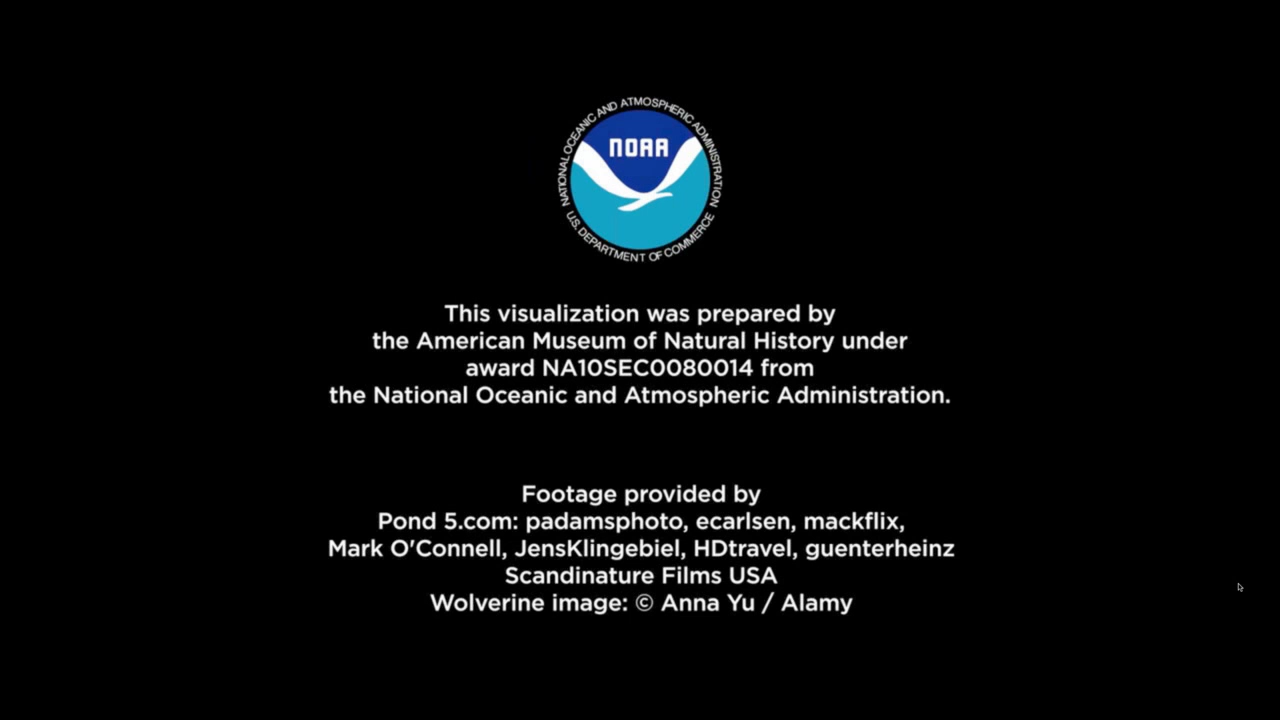 NATIONAL OCEANIC AND ATMOSPHERIC ADMINISTRATION
NOAA
U.S. DEPARTMENT OF COMMERCE
This visualization was prepared by
the American Museum of Natural History under
award NA10SEC0080014 from
the National Oceanic and Atmospheric Administration.
Footage provided by
Pond 5.com: padamsphoto, ecarlsen, mackflix,
Mark O'Connell, JensKlingebiel, HDtravel, guenterheinz
Scandinature Films USA
Wolverine image: © Anna Yu / Alamy